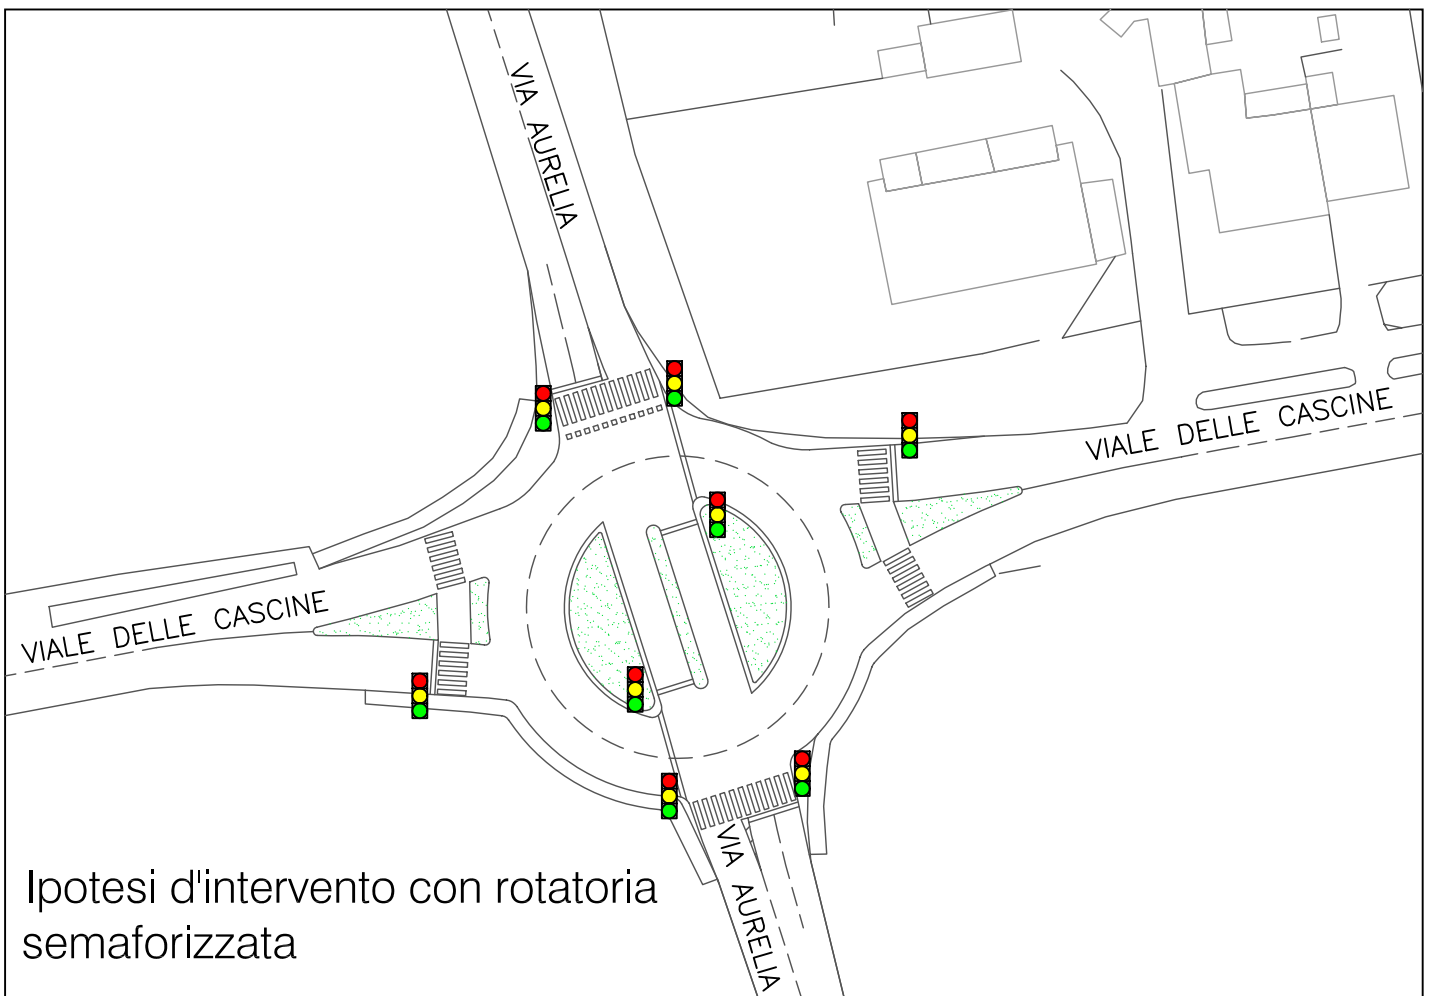 VIA AURELIA
VIALE DELLE CASCINE
VIALE DELLE CASCINE
VIA AURELIA
Ipotesi d'intervento con rotatoria
semaforizzata